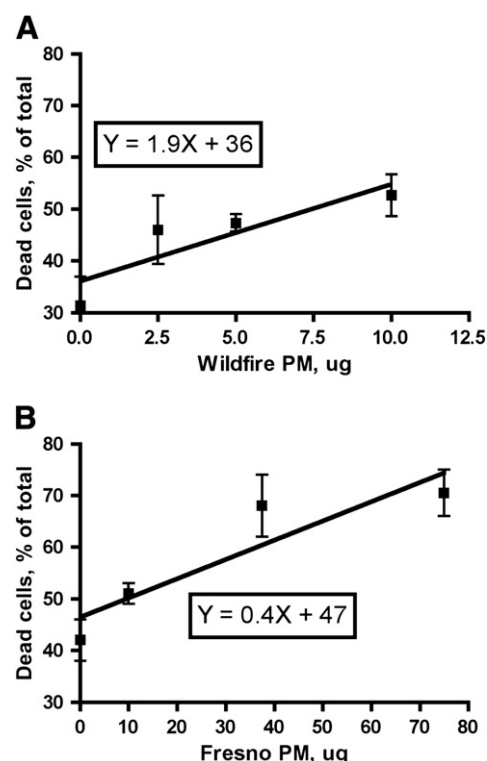 A
Dead cells, % of total
80
70
60
50
40
30
Y = 1.9X + 36
0.0 2.5 5.0 7.5 10.0 12.5
Wildfire PM, ug
B
Dead cells, % of total
80
70
60
50
40
30
Y = 0.4X + 47
0 10 20 30 40 50 60 70 80
Fresno PM, ug